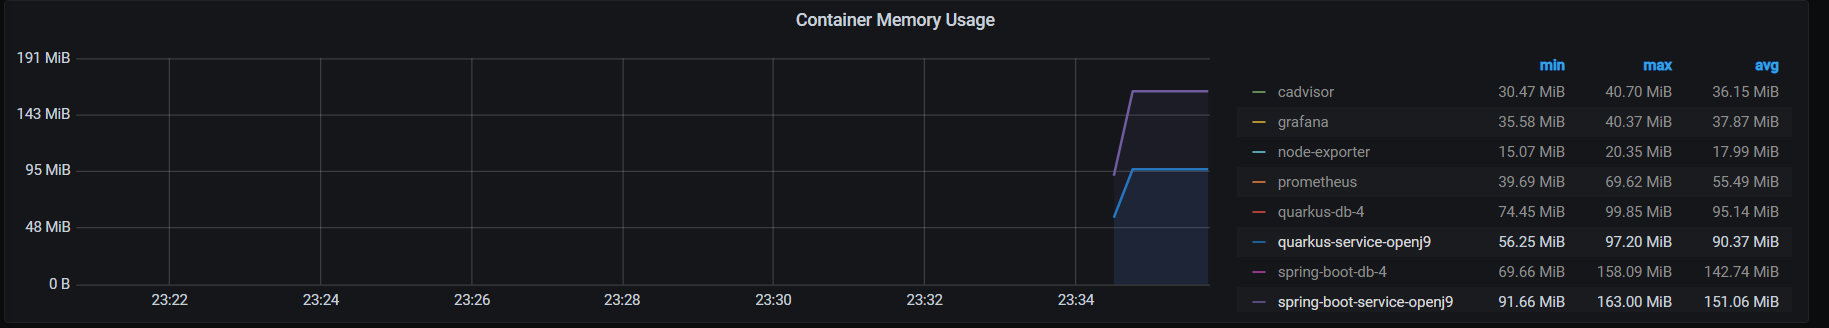 Container Memory Usage
191 MiB
143 MiB
95 MiB
48 MiB
0 B
23:22 23:24 23:26 23:28 23:30 23:32 23:34
min max avg
cadvisor 30.47 MiB 40.70 MiB 36.15 MiB
grafana 35.58 MiB 40.37 MiB 37.87 MiB
node-exporter 15.07 MiB 20.35 MiB 17.99 MiB
prometheus 39.69 MiB 69.62 MiB 55.49 MiB
quarkus-db-4 74.45 MiB 99.85 MiB 95.14 MiB
quarkus-service-openj9 56.25 MiB 97.20 MiB 90.37 MiB
spring-boot-db-4 69.66 MiB 158.09 MiB 142.74 MiB
spring-boot-service-openj9 91.66 MiB 163.00 MiB 151.06 MiB